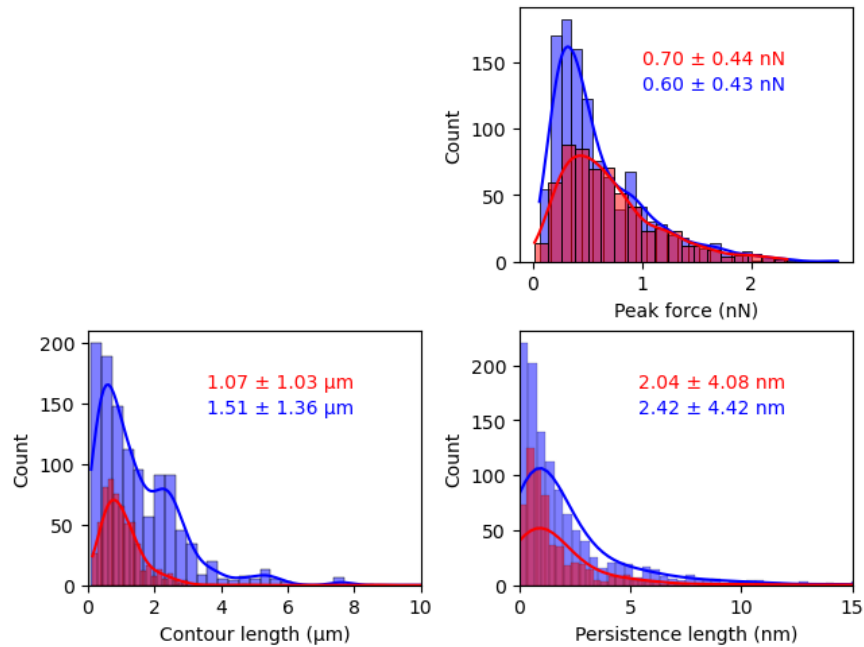 150
100
50
0
Count
0.70 ± 0.44 nN
0.60 ± 0.43 nN
0 1 2
Peak force (nN)
200
150
100
50
0
Count
1.07 ± 1.03 µm
1.51 ± 1.36 µm
0 2 4 6 8 10
Contour length (µm)
200
150
100
50
0
Count
2.04 ± 4.08 nm
2.42 ± 4.42 nm
0 5 10 15
Persistence length (nm)